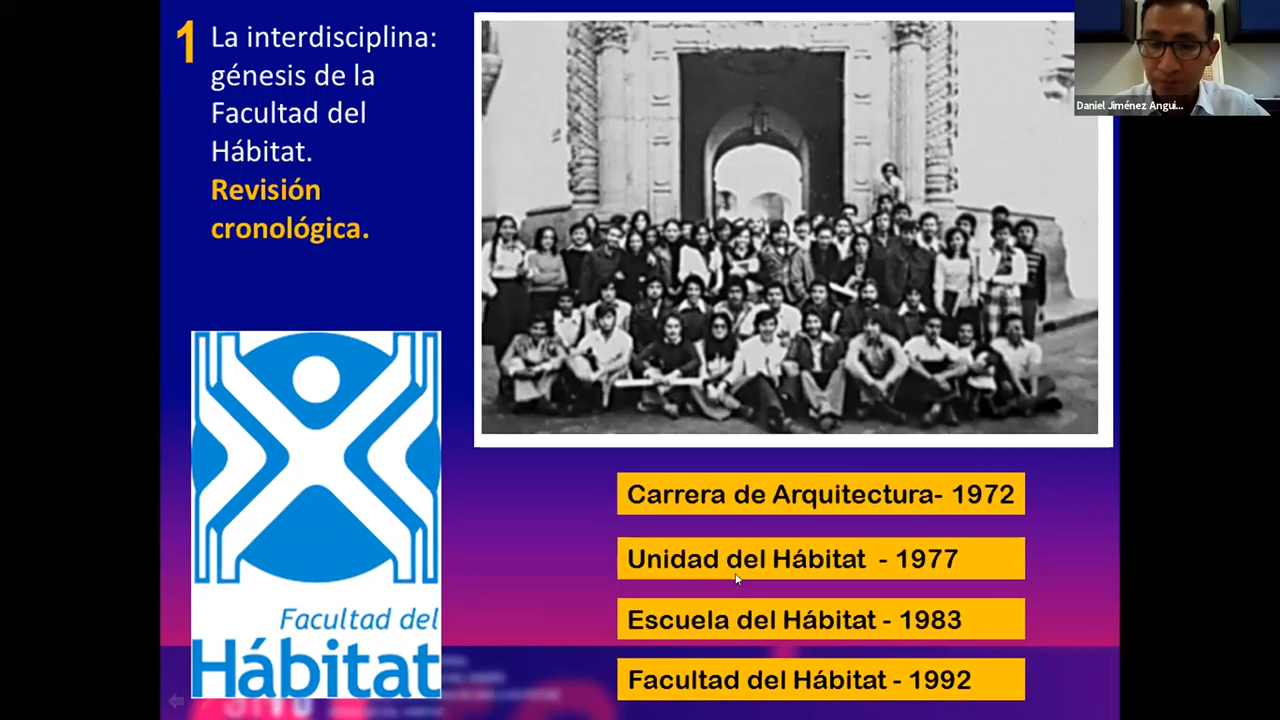 1
La interdisciplina:
génesis de la
Facultad del
Hábitat.
Revisión
cronológica.
Daniel Jiménez Angui...
Facultad del
Hábitat
Carrera de Arquitectura- 1972
Unidad del Hábitat - 1977
Escuela del Hábitat - 1983
Facultad del Hábitat - 1992